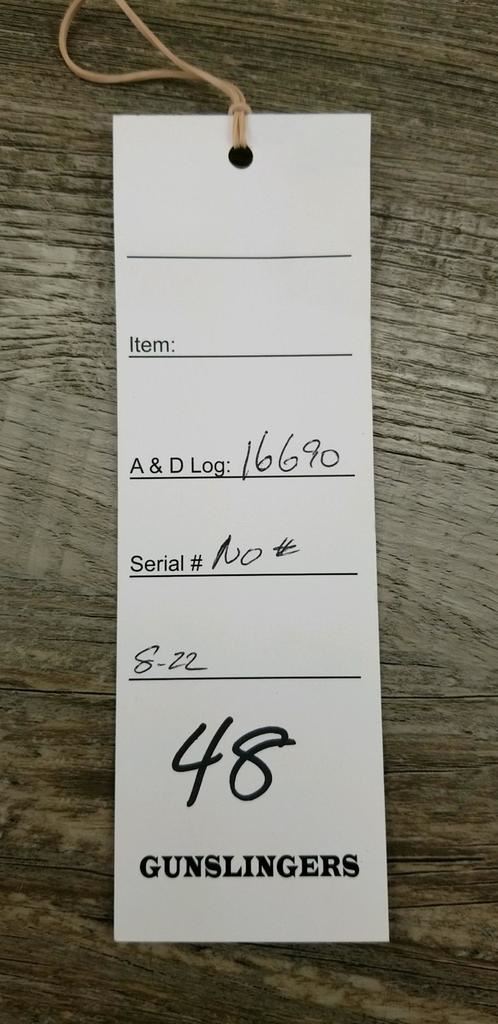 Item:
A & D Log: 16690
Serial # NO #
8-22
48
GUNSLINGERS